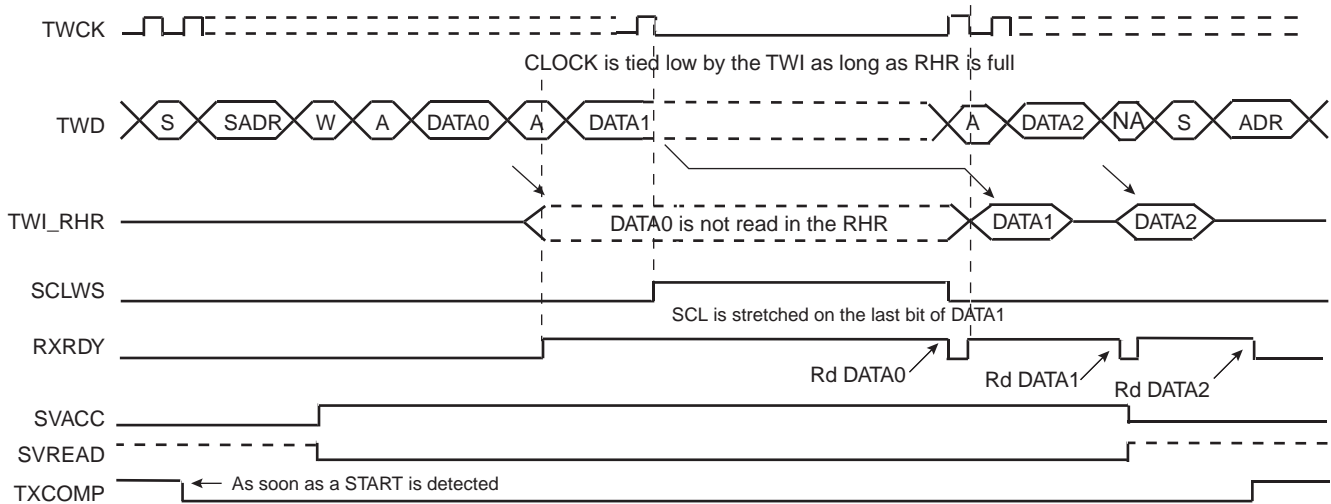 TWCK
CLOCK is tied low by the TWI as long as RHR is full
TWD S SADR W A DATA0 A DATA1 A DATA2 NA S ADR
TWI_RHR DATA0 is not read in the RHR DATA1 DATA2
SCLWS
SCL is stretched on the last bit of DATA1
RXRDY
Rd DATA0 Rd DATA1 Rd DATA2
SVACC
SVREAD
TXCOMP As soon as a START is detected